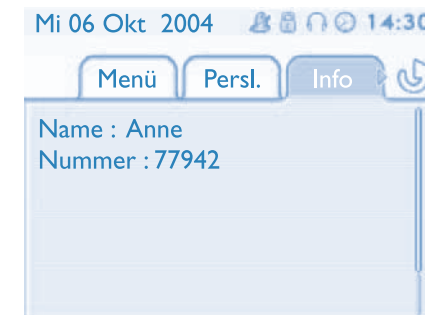 Mi 06 Okt 2004 14:30
Menü Persl. Info
Name : Anne
Nummer : 77942